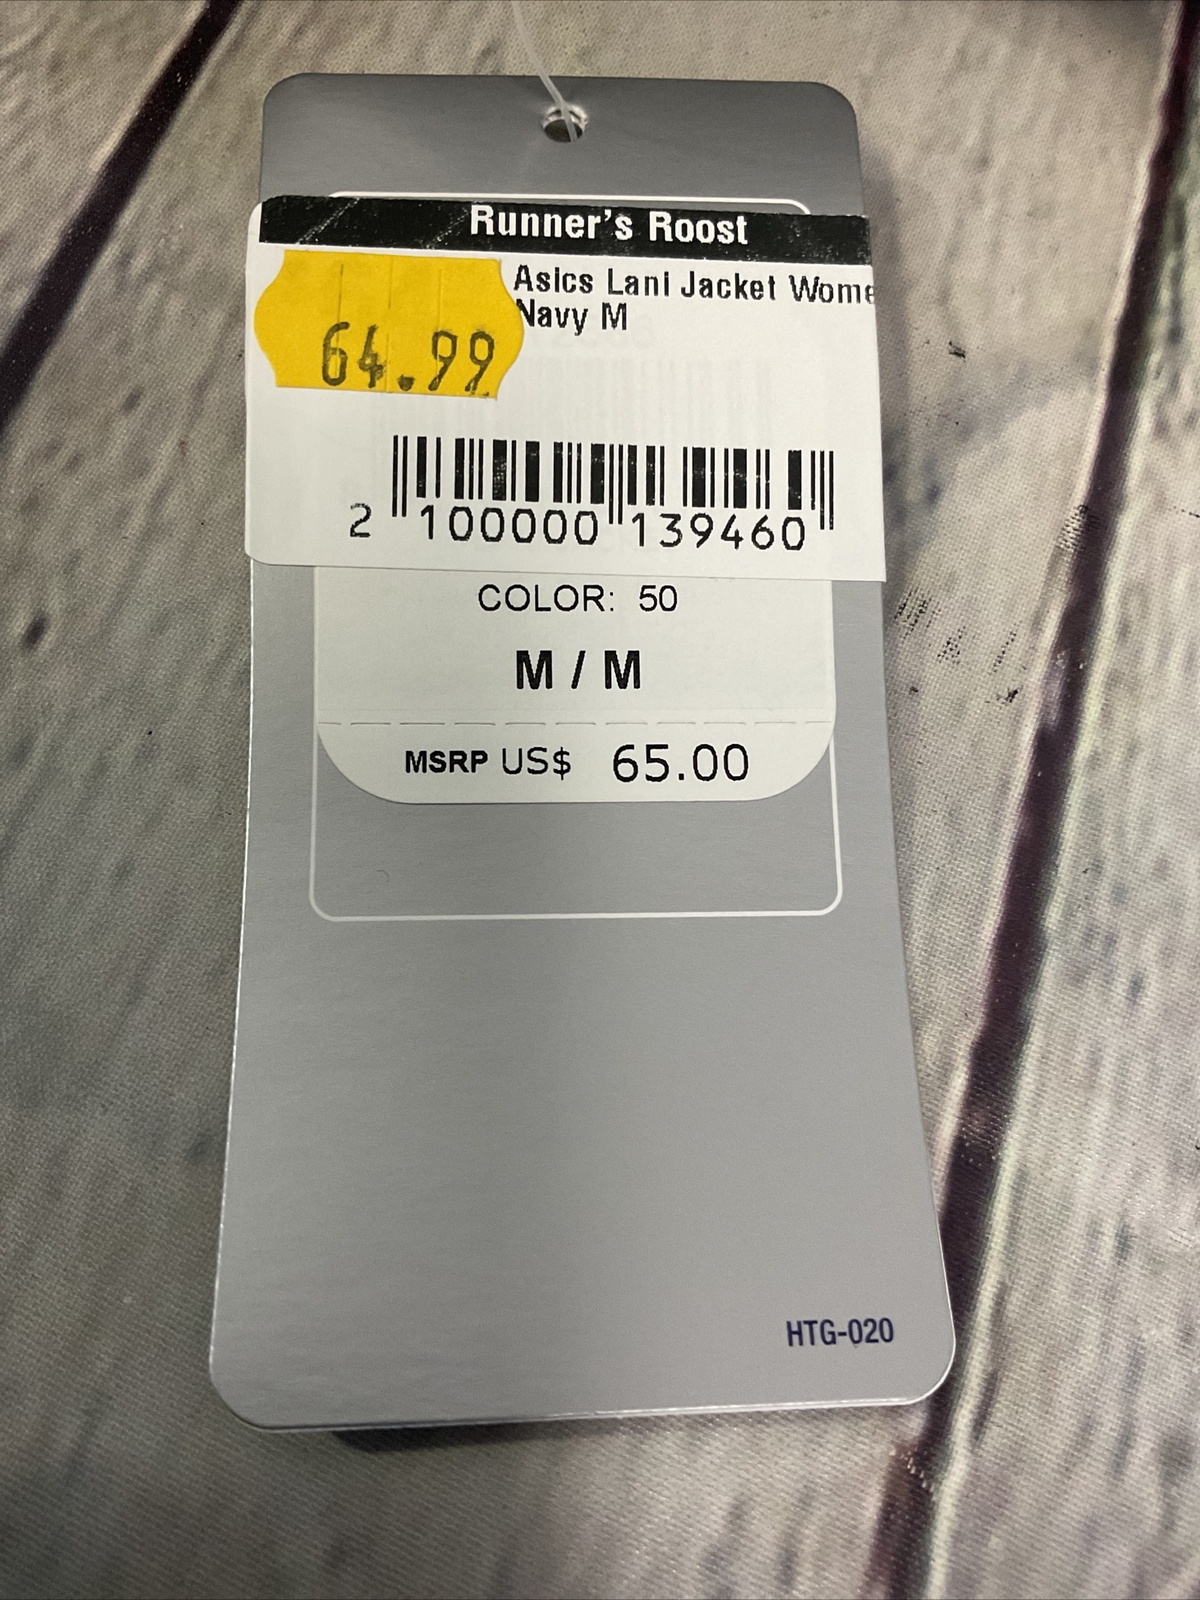 Runner's Roost
Asics Lani Jacket Wome
Navy M
64.99
2 100000 139460
COLOR: 50
M / M
MSRP US$ 65.00
HTG-020